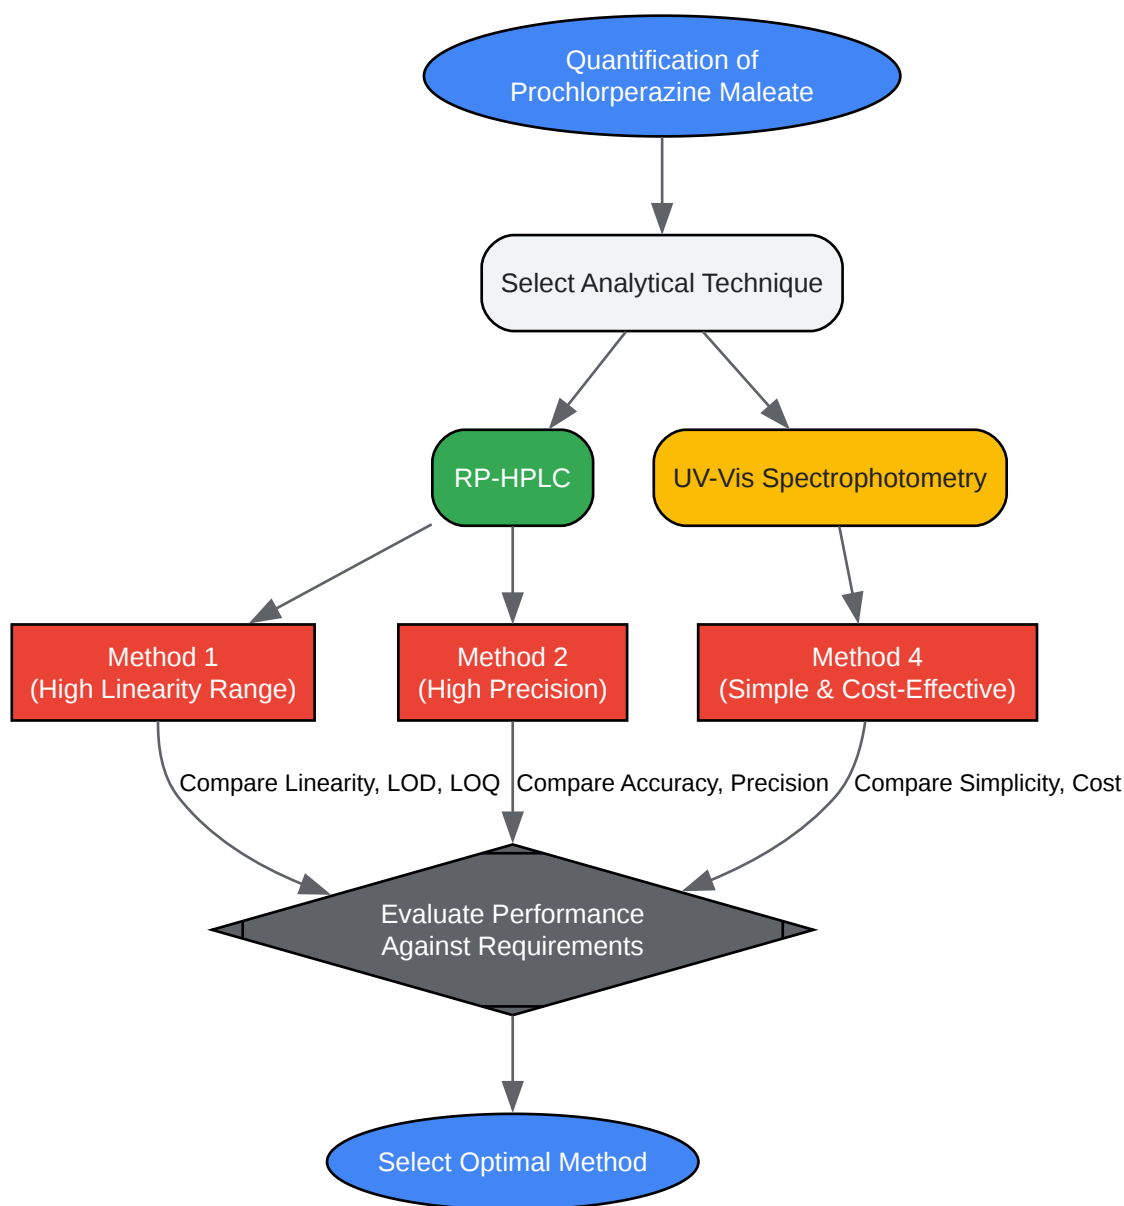 Quantification of
Prochlorperazine Maleate
Select Analytical Technique
RP-HPLC
UV-Vis Spectrophotometry
Method 1
(High Linearity Range)
Method 2
(High Precision)
Method 4
(Simple & Cost-Effective)
Compare Linearity, LOD, LOQ
Compare Accuracy, Precision
Compare Simplicity, Cost
Evaluate Performance
Against Requirements
Select Optimal Method